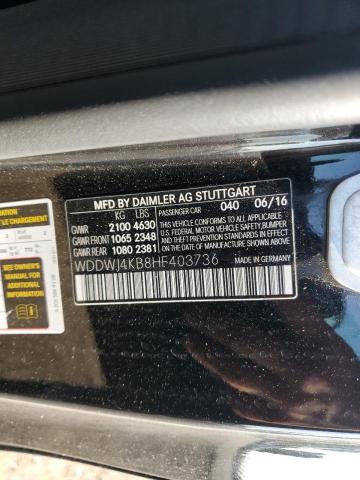 MFD BY DAIMLER AG STUTTGART
KG LBS PASSENGER CAR 040 06/16
GVWR 2100 4630
GAWR FRONT 1065 2348
GAWR REAR 1080 2381
THIS VEHICLE CONFORMS TO ALL
APPLICABLE U.S. FEDERAL MOTOR
VEHICLE SAFETY, BUMPER, AND
THEFT PREVENTION STANDARDS
IN EFFECT ON THE DATE OF
MANUFACTURE SHOWN ABOVE.
WDDWJ4KB8HF403736
MADE IN GERMANY
CHARGEMENT
SEE OWNER'S
MANUAL FOR
ADDITIONAL
INFORMATION